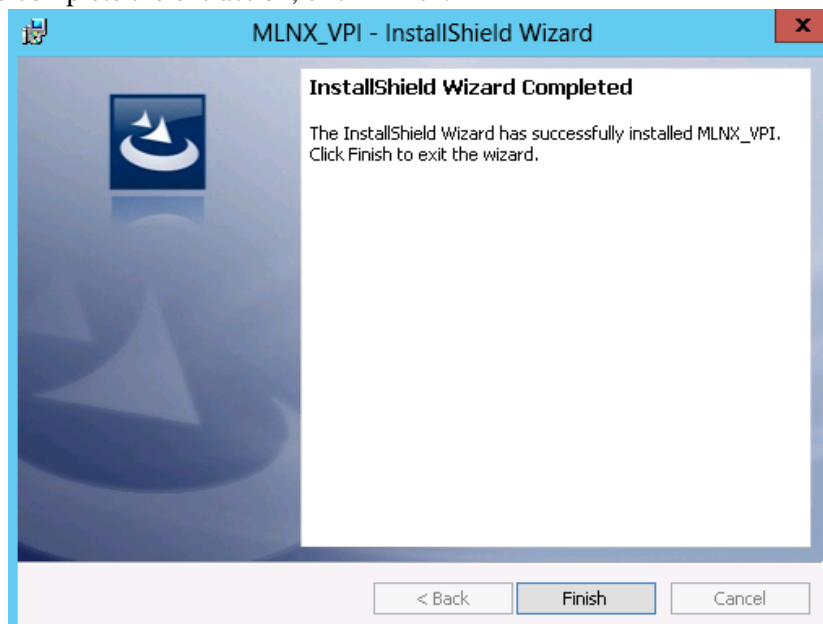 MLNX_VPI - InstallShield Wizard
x
InstallShield Wizard Completed
The InstallShield Wizard has successfully installed MLNX_VPI.
Click Finish to exit the wizard.
< Back
Finish
Cancel